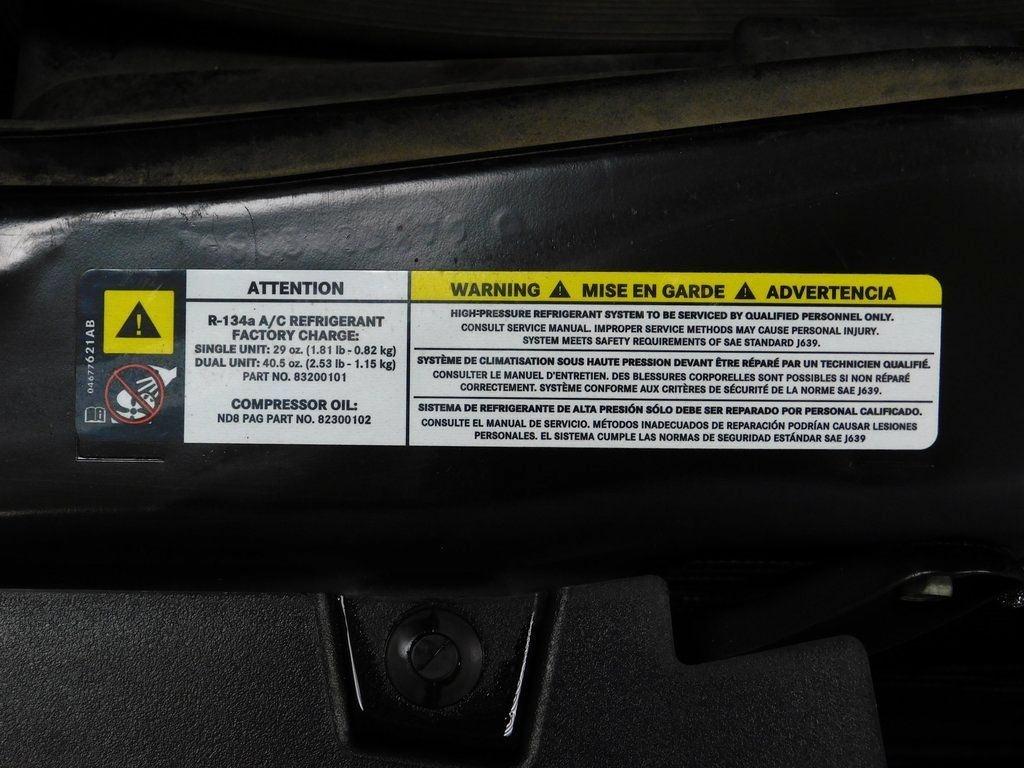 04677621AB
ATTENTION
R-134a A/C REFRIGERANT
FACTORY CHARGE:
SINGLE UNIT: 29 oz. (1.81 lb - 0.82 kg)
DUAL UNIT: 40.5 oz. (2.53 lb - 1.15 kg)
PART NO. 83200101
COMPRESSOR OIL:
ND8 PAG PART NO. 82300102
WARNING MISE EN GARDE ADVERTENCIA
HIGH-PRESSURE REFRIGERANT SYSTEM TO BE SERVICED BY QUALIFIED PERSONNEL ONLY.
CONSULT SERVICE MANUAL. IMPROPER SERVICE METHODS MAY CAUSE PERSONAL INJURY.
SYSTEM MEETS SAFETY REQUIREMENTS OF SAE STANDARD J639.
SYSTÈME DE CLIMATISATION SOUS HAUTE PRESSION DEVANT ÊTRE RÉPARÉ PAR UN TECHNICIEN QUALIFIÉ.
CONSULTER LE MANUEL D'ENTRETIEN. DES BLESSURES CORPORELLES SONT POSSIBLES SI NON RÉPARÉ
CORRECTEMENT. SYSTÈME CONFORME AUX CRITÈRES DE SÉCURITÉ DE LA NORME SAE J639.
SISTEMA DE REFRIGERANTE DE ALTA PRESIÓN SÓLO DEBE SER REPARADO POR PERSONAL CALIFICADO.
CONSULTE EL MANUAL DE SERVICIO. MÉTODOS INADECUADOS DE REPARACIÓN PODRÍAN CAUSAR LESIONES
PERSONALES. EL SISTEMA CUMPLE LAS NORMAS DE SEGURIDAD ESTÁNDAR SAE J639